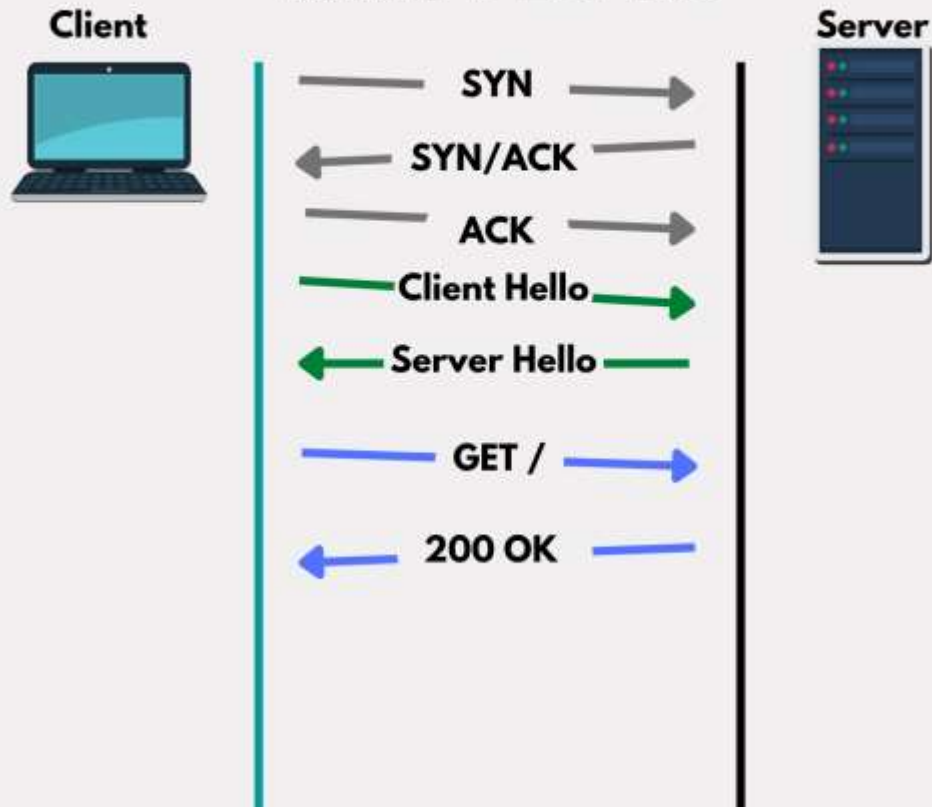 Client
Server
SYN
SYN/ACK
ACK
Client Hello
Server Hello
GET /
200 OK